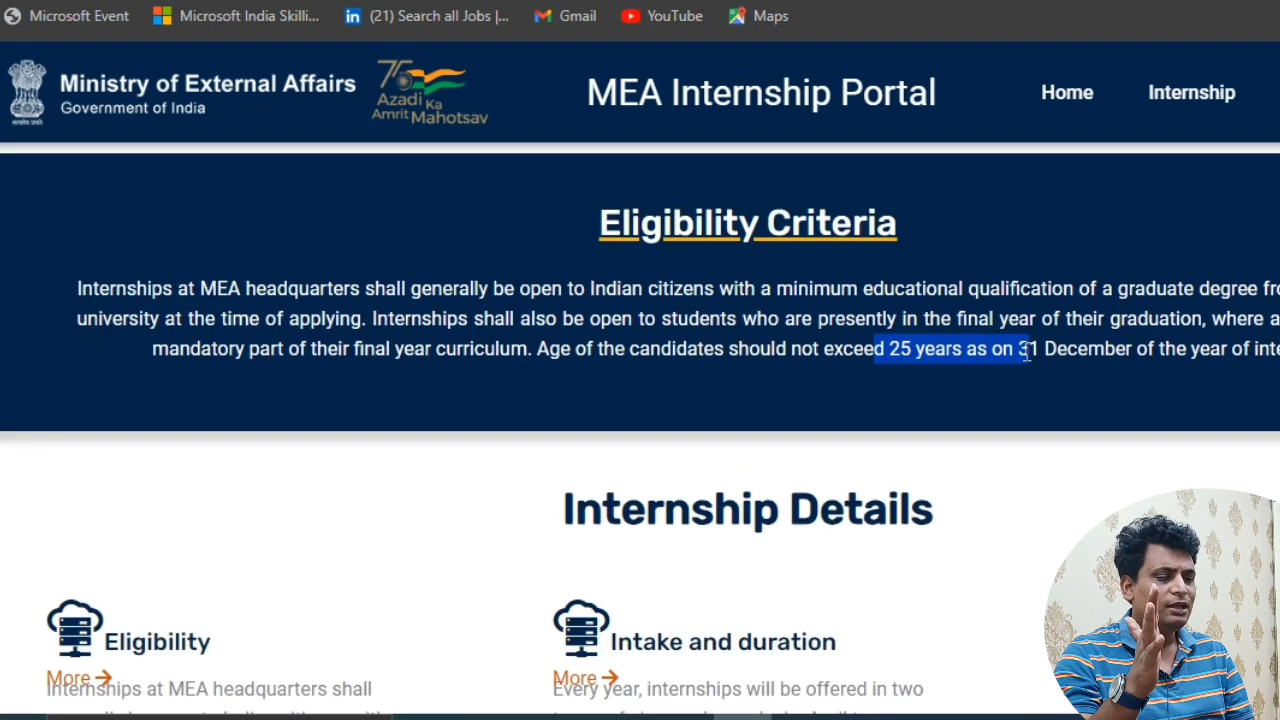 Microsoft Event Microsoft India Skilli... in (21) Search all Jobs |... Gmail YouTube Maps
Ministry of External Affairs
Government of India
75
Azadi Ka
Amrit Mahotsav
MEA Internship Portal
Home Internship
Eligibility Criteria
Internships at MEA headquarters shall generally be open to Indian citizens with a minimum educational qualification of a graduate degree
university at the time of applying. Internships shall also be open to students who are presently in the final year of their graduation, where
mandatory part of their final year curriculum. Age of the candidates should not exceed 25 years as on 31 December of the year of
Internship Details
Eligibility
More
Internships at MEA headquarters shall
Intake and duration
More
Every year, internships will be offered in two